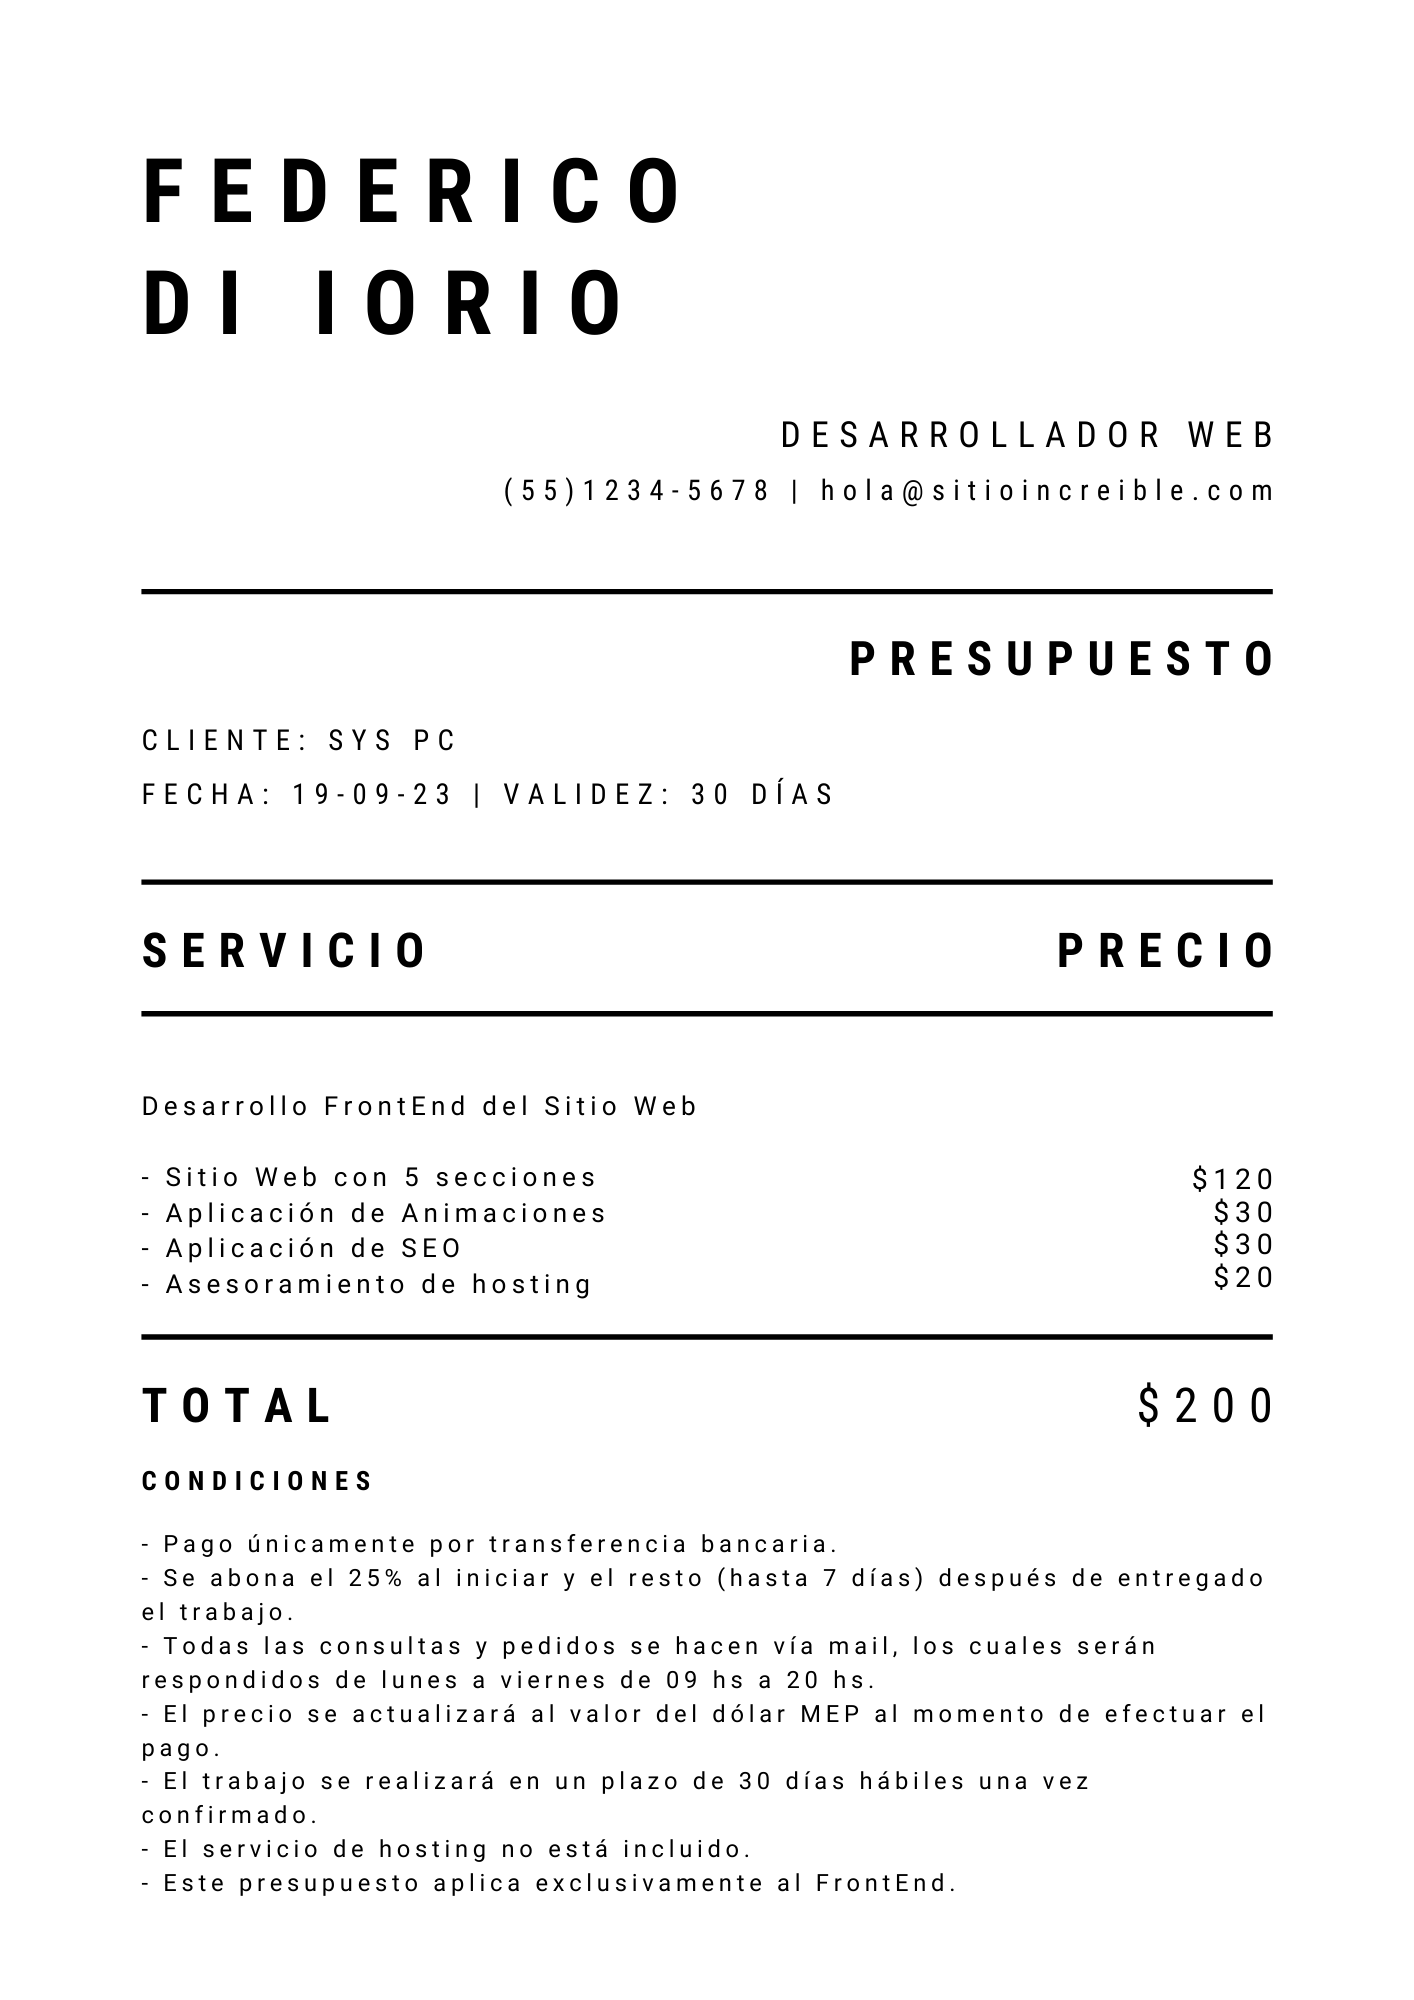 FEDERICO
DI IORIO
DESARROLLADOR WEB
(55)1234-5678 | hola@sitioincreible.com
PRESUPUESTO
CLIENTE: SYS PC
FECHA: 19-09-23 | VALIDEZ: 30 DÍAS
SERVICIO PRECIO
Desarrollo FrontEnd del Sitio Web
- Sitio Web con 5 secciones $120
- Aplicación de Animaciones $30
- Aplicación de SEO $30
- Asesoramiento de hosting $20
TOTAL $200
CONDICIONES
- Pago únicamente por transferencia bancaria.
- Se abona el 25% al iniciar y el resto (hasta 7 días) después de entregado
el trabajo.
- Todas las consultas y pedidos se hacen vía mail, los cuales serán
respondidos de lunes a viernes de 09 hs a 20 hs.
- El precio se actualizará al valor del dólar MEP al momento de efectuar el
pago.
- El trabajo se realizará en un plazo de 30 días hábiles una vez
confirmado.
- El servicio de hosting no está incluido.
- Este presupuesto aplica exclusivamente al FrontEnd.